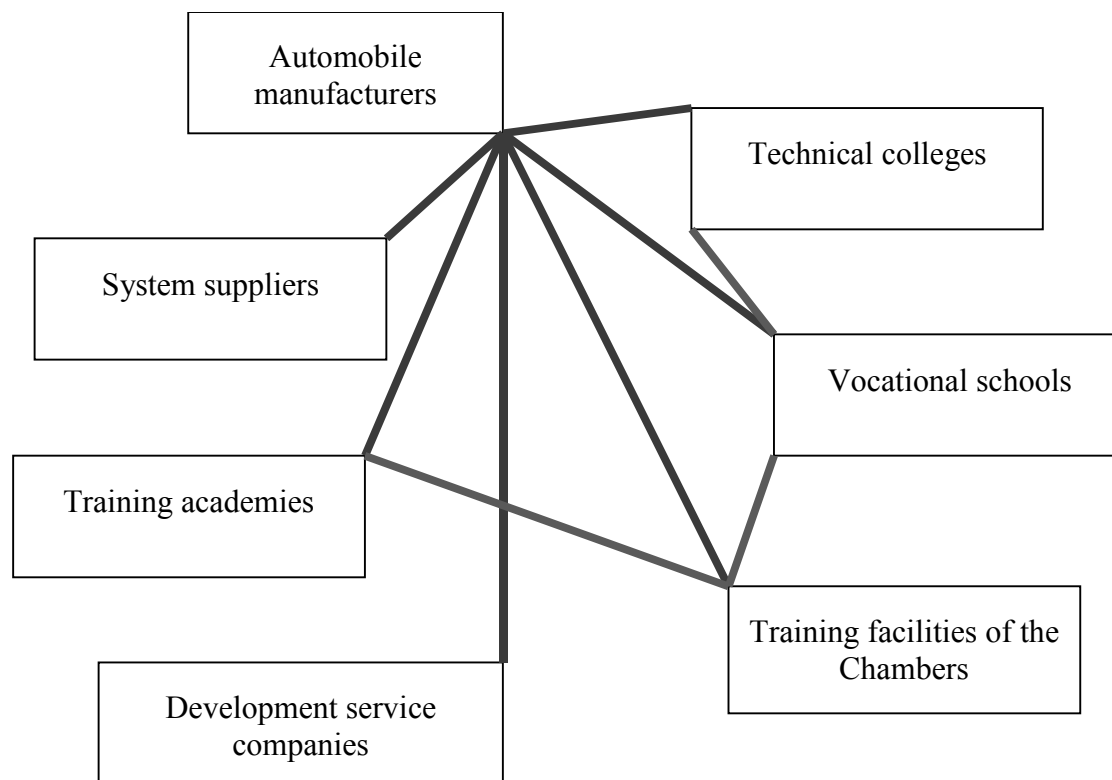 Automobile
manufacturers
Technical colleges
System suppliers
Vocational schools
Training academies
Training facilities of the
Chambers
Development service
companies